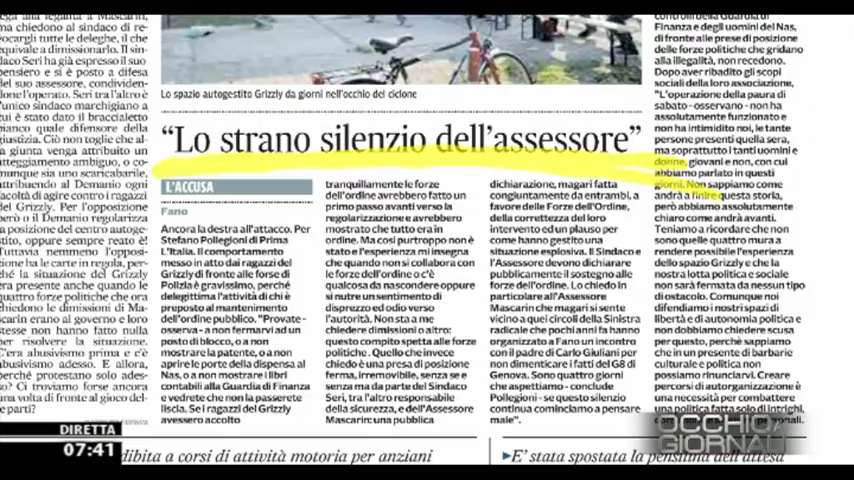 lega alla legalità a Mascarin,
ma chiedono al sindaco di re-
vocargli tutte le deleghe, il che
equivale a dimissionarlo. Il sin-
daco Seri ha già espresso il suo
pensiero e si è posto a difesa
del suo assessore, condividen-
done l'operato. Seri tra l'altro è
l'unico sindaco marchigiano a
cui è stato dato il braccialetto
bianco quale difensore della
giustizia. Ciò non toglie che al-
la giunta venga attribuito un
atteggiamento ambiguo, o co-
munque sia uno scaricabarile,
attribuendo al Demanio ogni
facoltà di agire contro i ragazzi
del Grizzly. Per l'opposizione
però o il Demanio regolarizza
la posizione del centro autoge-
stito, oppure sempre reato è!
Tuttavia nemmeno l'opposi-
zione ha le carte in regola, per-
ché la situazione del Grizzly
era presente anche quando le
quattro forze politiche che ora
chiedono le dimissioni di Ma-
scarin erano al governo e loro
stesse non hanno fatto nulla
per risolvere la situazione.
C'era abusivismo prima e c'è
abusivismo adesso. E allora,
perché protestano solo ades-
so? Ci troviamo forse ancora
una volta di fronte al gioco del-
le parti?
Lo spazio autogestito Grizzly da giorni nell'occhio del ciclone
"Lo strano silenzio dell'assessore"
L'ACCUSA
Fano
Ancora la destra all'attacco. Per
Stefano Pollegioni di Prima
L'Italia. Il comportamento
messo in atto dai ragazzi del
Grizzly di fronte alle forse di
Polizia è gravissimo, perché
delegittima l'attività di chi è
preposto al mantenimento
dell'ordine pubblico. "Provate -
osserva - a non fermarvi ad un
posto di blocco, o a non
mostrare la patente, o a non
aprire le porte della dispensa al
Nas, o a non mostrare i libri
contabili alla Guardia di Finanza
e vedrete che non la passerete
liscia. Se i ragazzi del Grizzly
avessero accolto
tranquillamente le forze
dell'ordine avrebbero fatto un
primo passo avanti verso la
regolarizzazione e avrebbero
mostrato che tutto era in
ordine. Ma così purtroppo non è
stato e l'esperienza mi insegna
che quando non si collabora con
le forze dell'ordine o c'è
qualcosa da nascondere oppure
si nutre un sentimento di
disprezzo ed odio verso
l'autorità. Non sta a me
chiedere dimissioni o altro:
questo compito spetta alle forze
politiche . Quello che invece
chiedo è una presa di posizione
ferma, irremovibile, senza se e
senza ma da parte del Sindaco
Seri, tra l'altro responsabile
della sicurezza, e dell'Assessore
Mascarin: una pubblica
dichiarazione, magari fatta
congiuntamente da entrambi, a
favore delle Forze dell'Ordine,
della correttezza del loro
intervento ed un plauso per
come hanno gestito una
situazione esplosiva. Il Sindaco e
l'Assessore devono dichiarare
pubblicamente il sostegno alle
forze dell'ordine. Lo chiedo in
particolare all'Assessore
Mascarin che magari si sente
vicino a quei circoli della Sinistra
radicale che pochi anni fa hanno
organizzato a Fano un incontro
con il padre di Carlo Giuliani per
non dimenticare i fatti del G8 di
Genova. Sono quattro giorni
che aspettiamo - conclude
Pollegioni - se questo silenzio
continua cominciamo a pensare
male".
controlli della Guardia di
Finanza e degli uomini del Nas,
di fronte alle prese di posizione
delle forze politiche che gridano
alla illegalità, non recedono.
Dopo aver ribadito gli scopi
sociali della loro associazione,
"L'operazione della paura di
sabato - osservano - non ha
assolutamente funzionato e
non ha intimidito noi, le tante
persone presenti quella sera,
ma soprattutto i tanti uomini e
donne, giovani e non, con cui
abbiamo parlato in questi
giorni. Non sappiamo come
andrà a finire questa storia,
però abbiamo assolutamente
chiaro come andrà avanti.
Teniamo a ricordare che non
sono quelle quattro mura a
rendere possibile l'esperienza
dello spazio Grizzly e che la
nostra lotta politica e sociale
non sarà fermata da nessun tipo
di ostacolo. Comunque noi
difendiamo i nostri spazi di
libertà e di autonomia politica e
non dobbiamo chiedere scusa
per questo, perchè sappiamo
che in un presente di barbarie
culturale e politica non
possiamo rinunciarvi. Creare
percorsi di autorganizzazione è
una necessità per combattere
una politica fatta solo di intrighi,
OCCHIO AI
GIORNALI
DIRETTA
07:41
dibita a corsi di attività motoria per anziani
E' stata spostata la pensilina dell'attesa